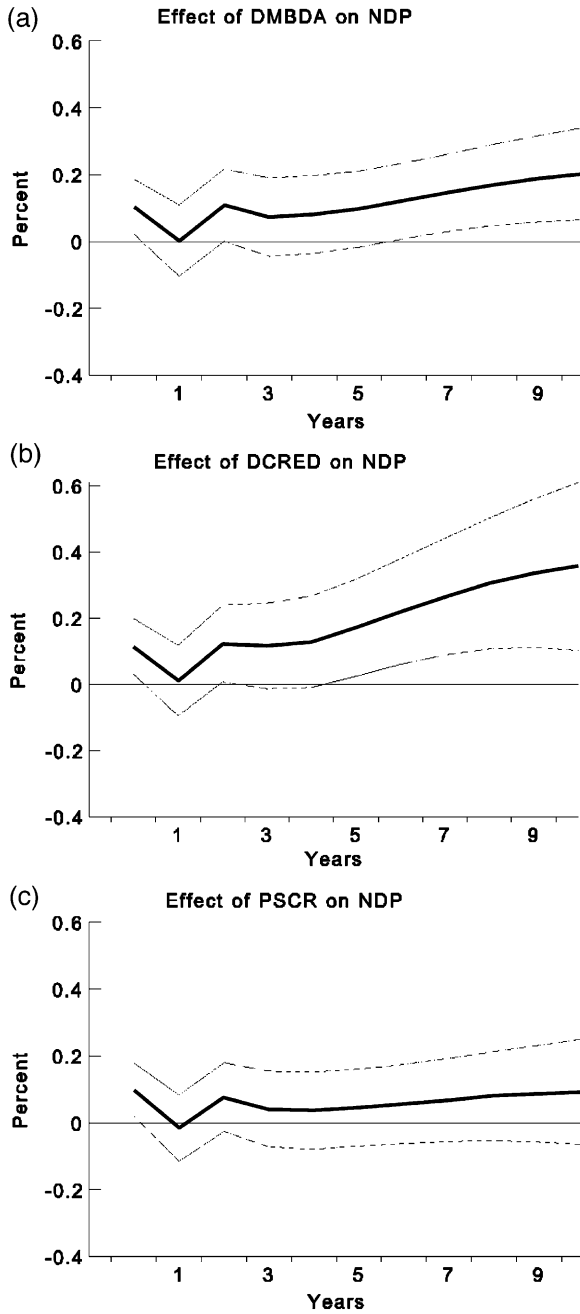 (a)
Effect of DMBDA on NDP
0.6
0.4
0.2
0
-0.2
-0.4
Percent
1 3 5 7 9
Years
(b)
Effect of DCRED on NDP
0.6
0.4
0.2
0
-0.2
-0.4
Percent
1 3 5 7 9
Years
(c)
Effect of PSCR on NDP
0.6
0.4
0.2
0
-0.2
-0.4
Percent
1 3 5 7 9
Years